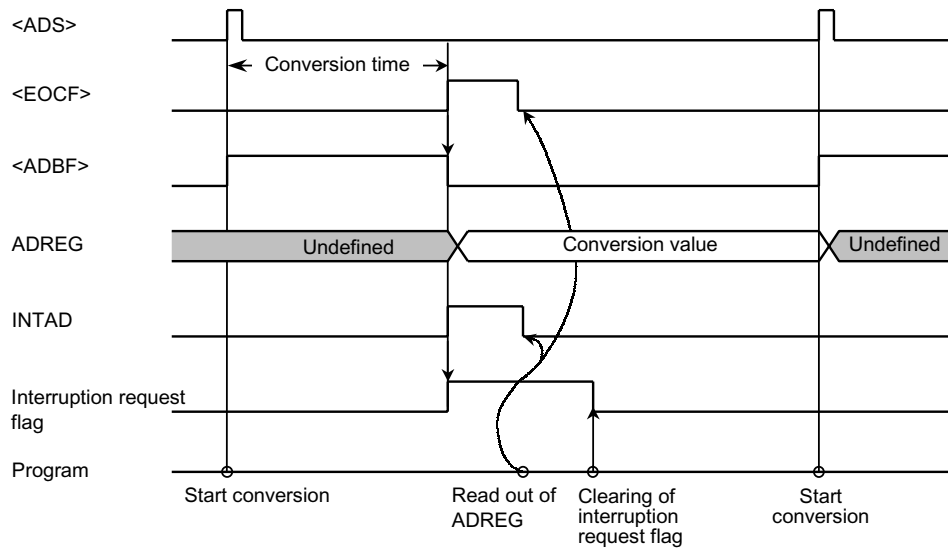 <ADS>
Conversion time
<EOCF>
<ADBF>
ADREG
Undefined
Conversion value
Undefined
INTAD
Interruption request
flag
Program
Start conversion
Read out of
ADREG
Clearing of
interruption
request flag
Start
conversion